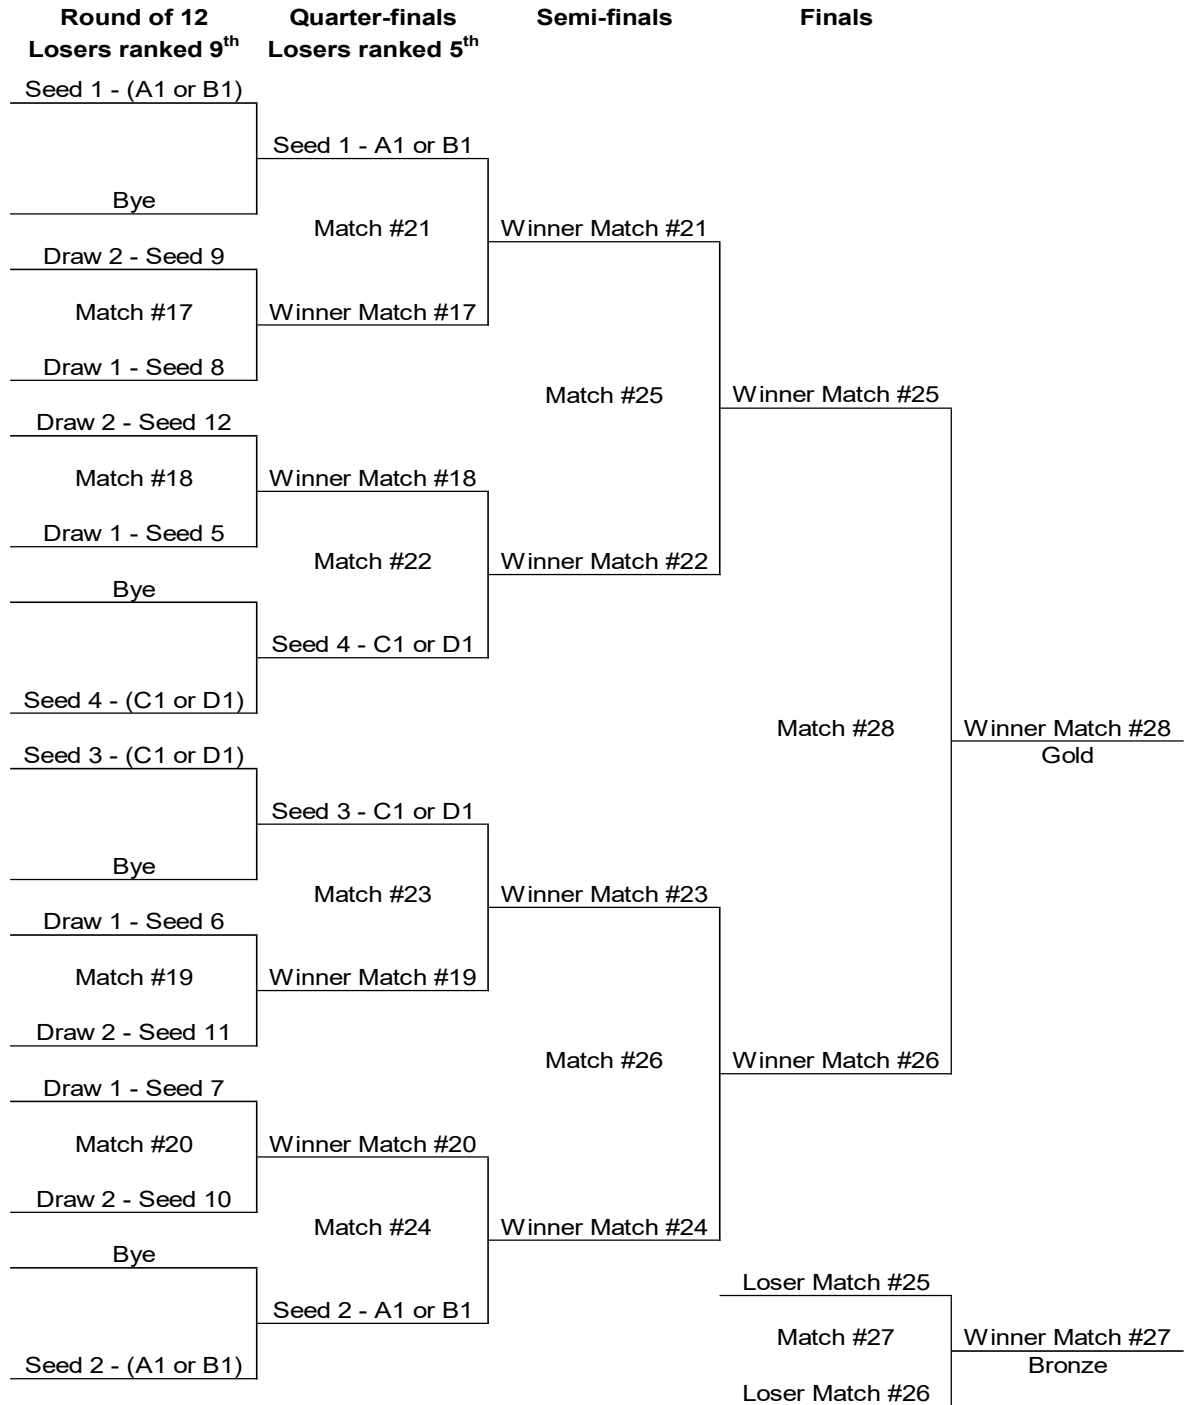 Round of 12 Quarter-finals Semi-finals Finals
Losers ranked 9th Losers ranked 5th
Seed 1 - (A1 or B1)
Seed 1 - A1 or B1
Bye
Match #21 Winner Match #21
Draw 2 - Seed 9
Match #17 Winner Match #17
Draw 1 - Seed 8
Match #25 Winner Match #25
Draw 2 - Seed 12
Match #18 Winner Match #18
Draw 1 - Seed 5
Match #22 Winner Match #22
Bye
Seed 4 - C1 or D1
Seed 4 - (C1 or D1)
Match #28 Winner Match #28
Seed 3 - (C1 or D1) Gold
Seed 3 - C1 or D1
Bye
Match #23 Winner Match #23
Draw 1 - Seed 6
Match #19 Winner Match #19
Draw 2 - Seed 11
Match #26 Winner Match #26
Draw 1 - Seed 7
Match #20 Winner Match #20
Draw 2 - Seed 10
Match #24 Winner Match #24
Bye
Loser Match #25
Seed 2 - A1 or B1
Match #27 Winner Match #27
Seed 2 - (A1 or B1) Bronze
Loser Match #26